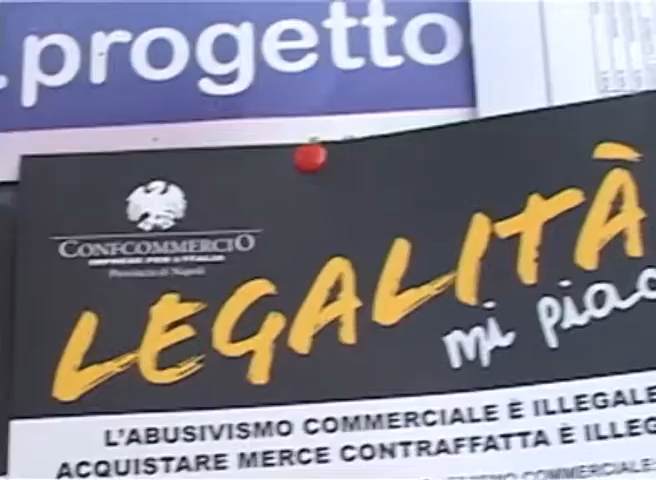 .progetto
CONFCOMMERCIO
IMPRESE PER L'ITALIA
Provincia di Napoli
LEGALITÀ
mi piac
L'ABUSIVISMO COMMERCIALE È ILLEGALE
ACQUISTARE MERCE CONTRAFFATTA È ILLEG
COMMERCIALE